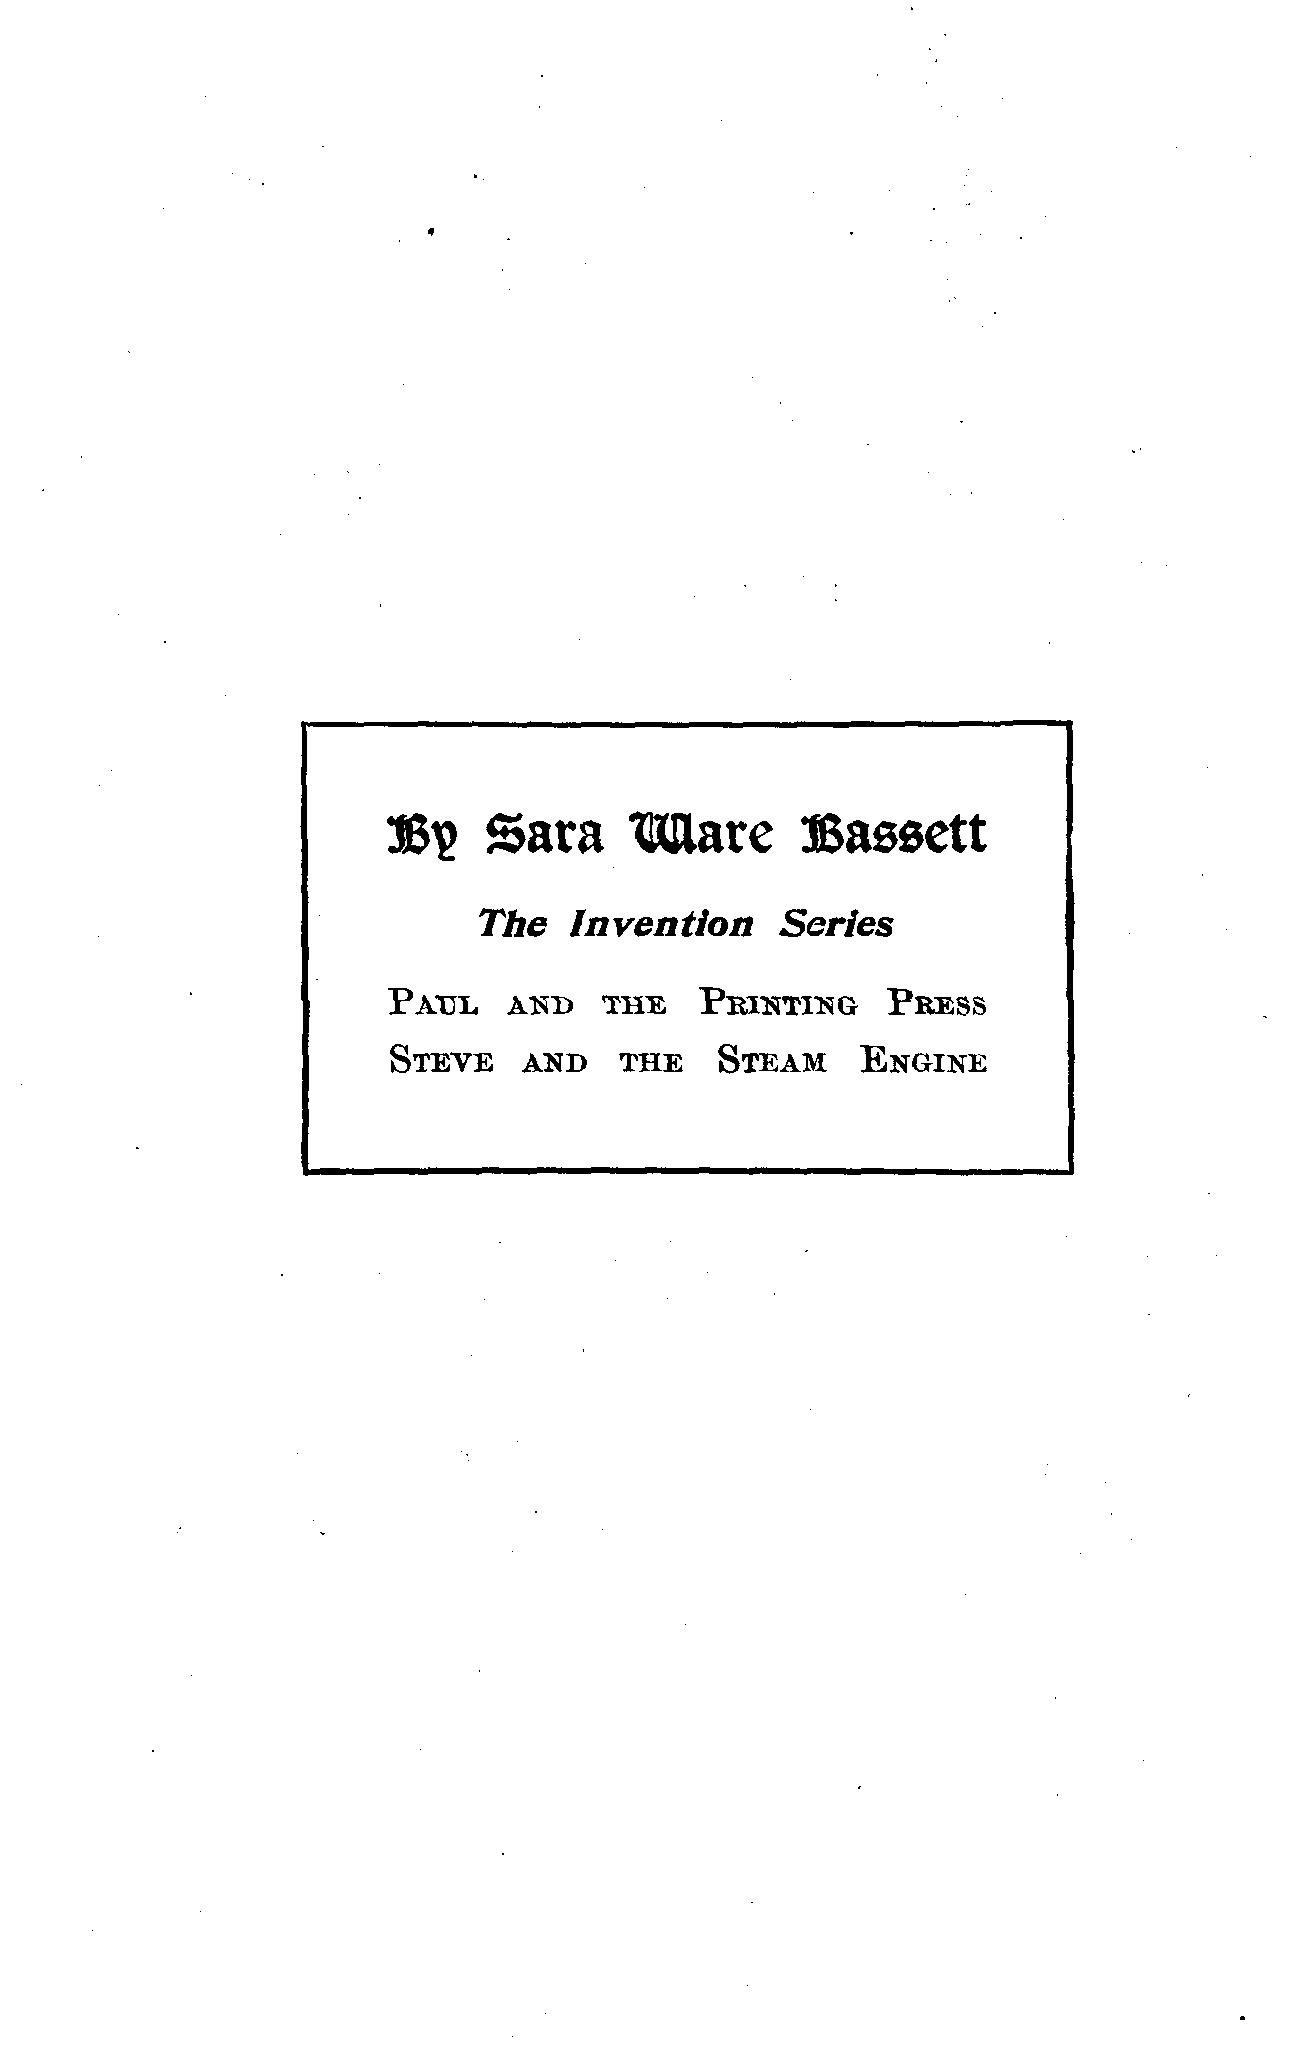 By Sara Ware Bassett
The Invention Series
Paul and the Printing Press
Steve and the Steam Engine